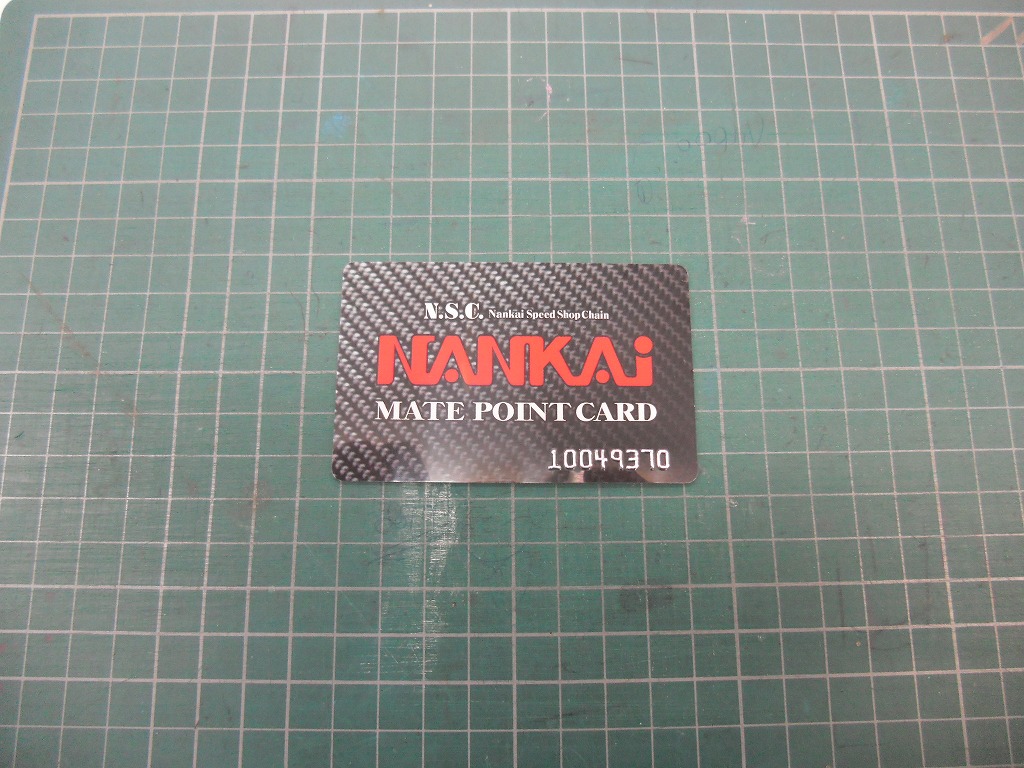 N.S.C. Nankai Speed Shop Chain
NANKAi
MATE POINT CARD
10049370